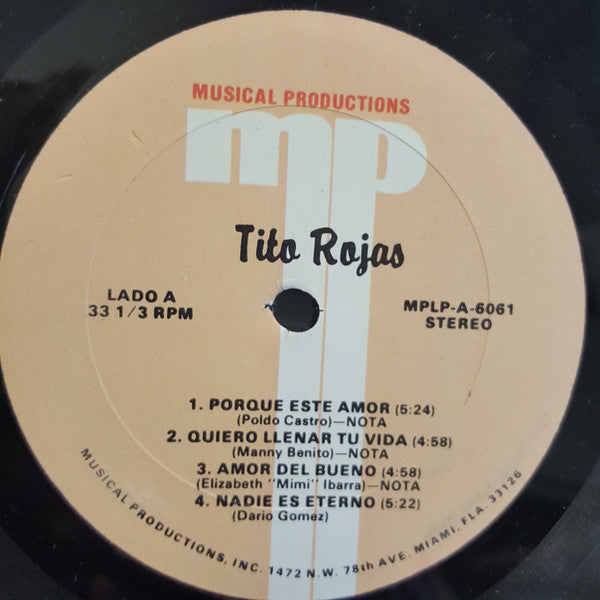 MUSICAL PRODUCTIONS
mp
Tito Rojas
LADO A
33 1/3 RPM
MPLP-A-6061
STEREO
1. PORQUE ESTE AMOR (5:24)
(Poldo Castro)—NOTA
2. QUIERO LLENAR TU VIDA (4:58)
(Manny Benito)—NOTA
3. AMOR DEL BUENO (4:58)
(Elizabeth "Mimi" Ibarra)—NOTA
4. NADIE ES ETERNO (5:22)
(Dario Gomez)
MUSICAL PRODUCTIONS, INC. 1472 N.W. 78th AVE. MIAMI, FLA. 33126